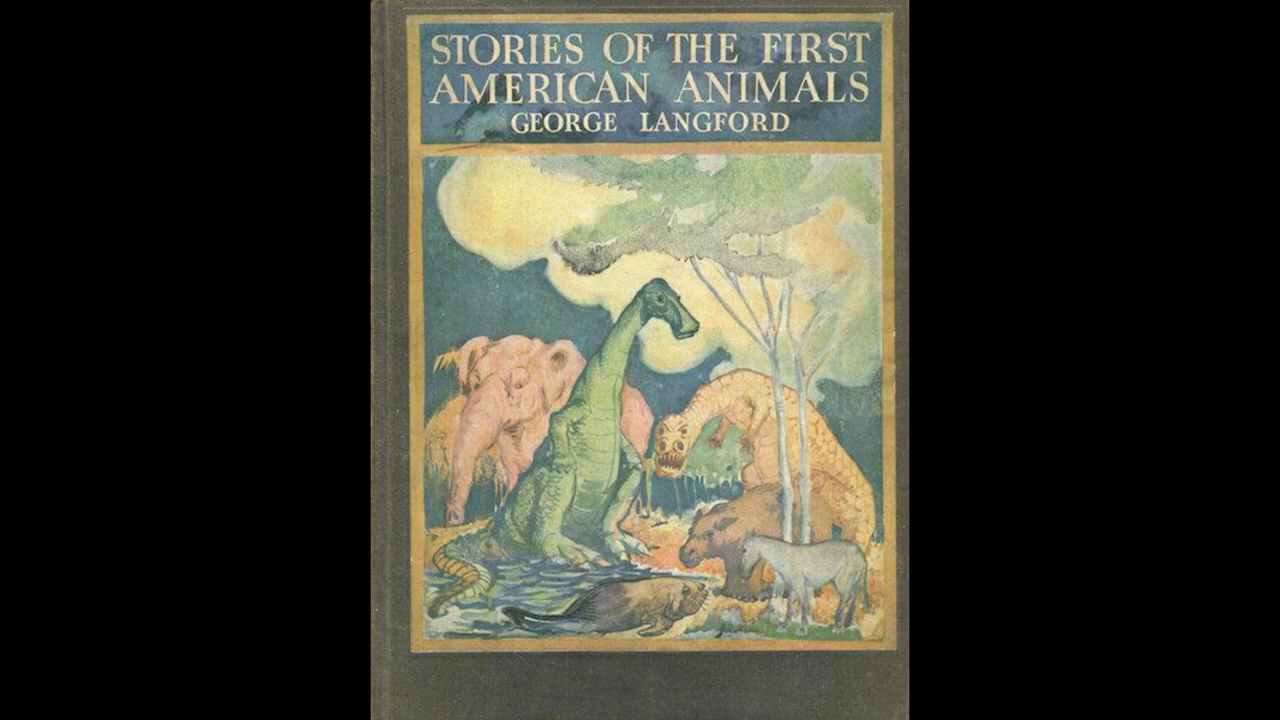 STORIES OF THE FIRST
AMERICAN ANIMALS
GEORGE LANGFORD